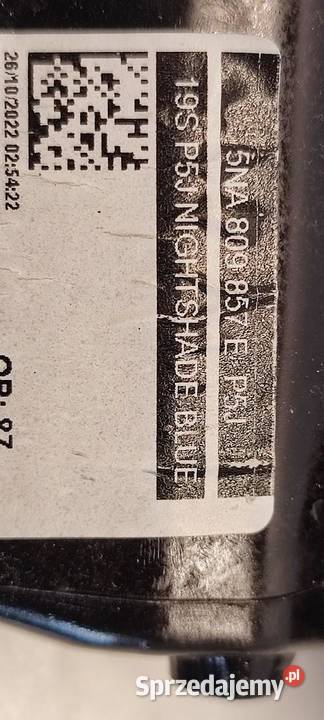 5NA 809 857 E P5J
19S P5J NIGHTSHADE BLUE
26/10/2022 02:54:22
Sprzedajemy.pl